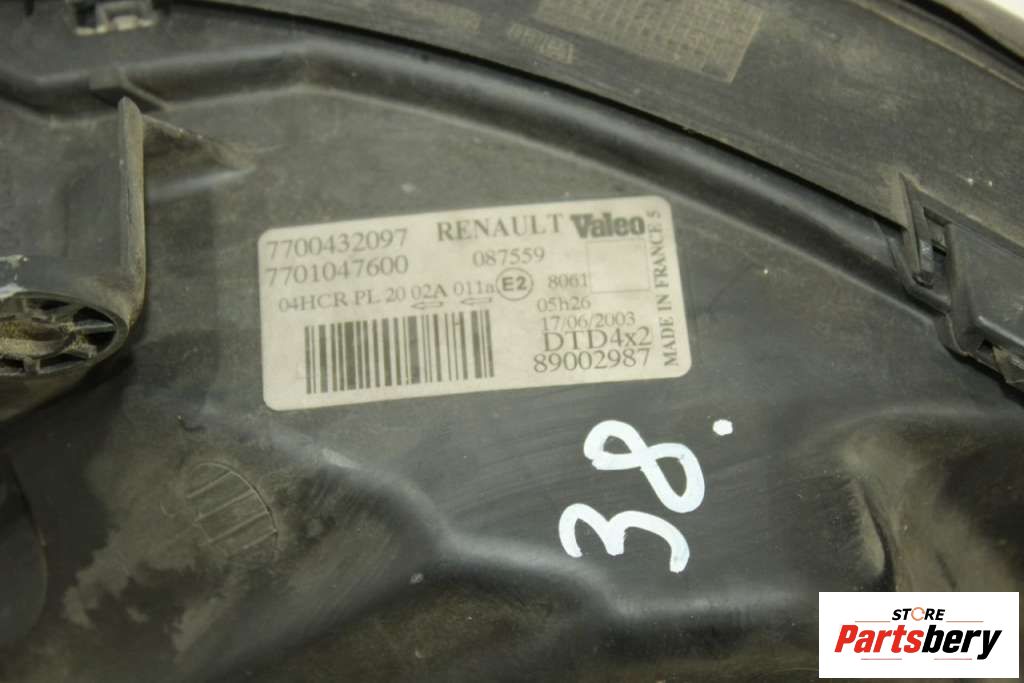 7700432097 RENAULT Valeo
7701047600 087559
04HCR PL 20 02A 011a E2 8061
05h26
17/06/2003
DTD4x2
89002987
MADE IN FRANCE 5
38.
STORE
Partsbery